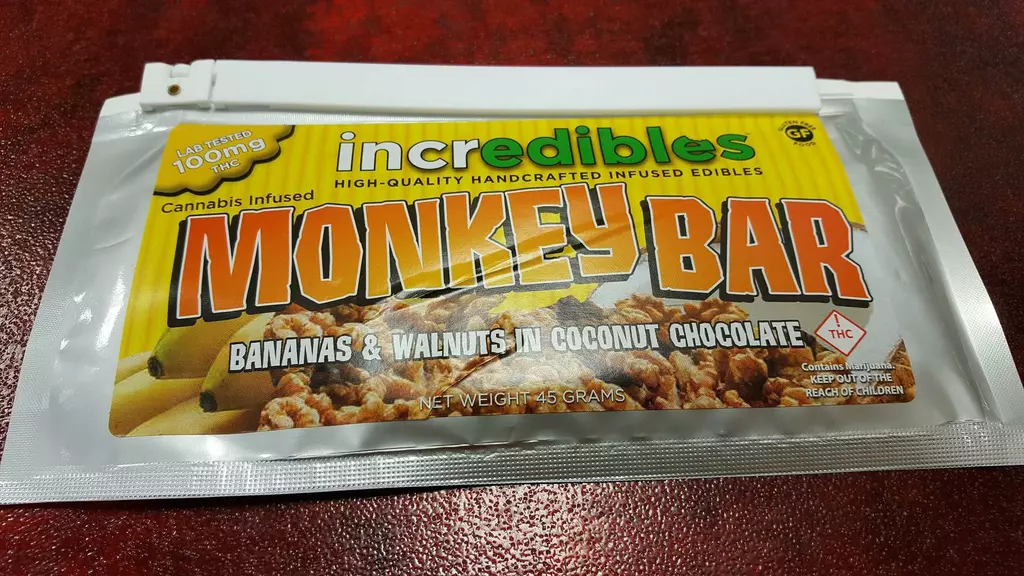 LAB TESTED
100mg
THC
incredibles
GLUTEN FREE
GF
FOOD
HIGH-QUALITY HANDCRAFTED INFUSED EDIBLES
Cannabis Infused
MONKEY BAR
BANANAS & WALNUTS IN COCONUT CHOCOLATE
!
THC
Contains Marijuana.
KEEP OUT OF THE
REACH OF CHILDREN
NET WEIGHT 45 GRAMS